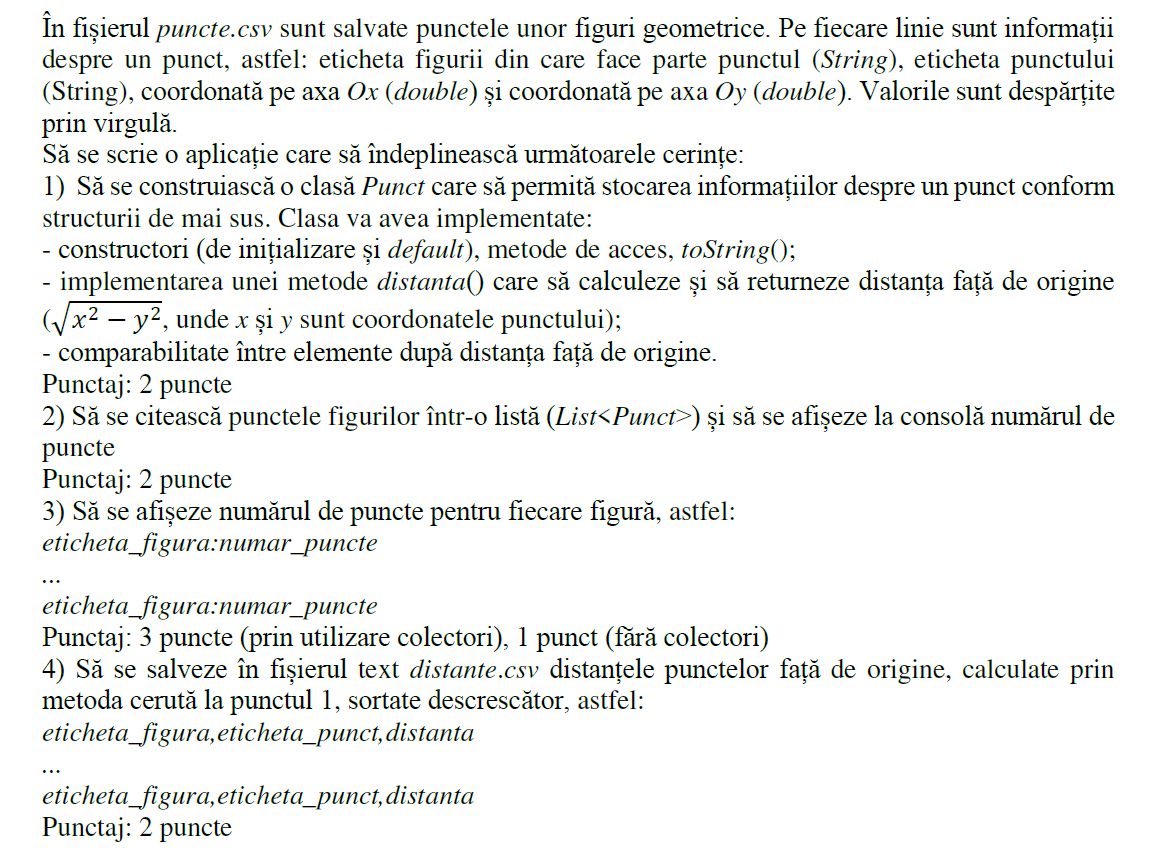 În fișierul puncte.csv sunt salvate punctele unor figuri geometrice. Pe fiecare linie sunt informații
despre un punct, astfel: eticheta figurii din care face parte punctul (String), eticheta punctului
(String), coordonată pe axa Ox (double) și coordonată pe axa Oy (double). Valorile sunt despărțite
prin virgulă.
Să se scrie o aplicație care să îndeplinească următoarele cerințe:
1) Să se construiască o clasă Punct care să permită stocarea informațiilor despre un punct conform
structurii de mai sus. Clasa va avea implementate:
- constructori (de inițializare și default), metode de acces, toString();
- implementarea unei metode distanta() care să calculeze și să returneze distanța față de origine
(√x² − y², unde x și y sunt coordonatele punctului);
- comparabilitate între elemente după distanța față de origine.
Punctaj: 2 puncte
2) Să se citească punctele figurilor într-o listă (List<Punct>) și să se afișeze la consolă numărul de
puncte
Punctaj: 2 puncte
3) Să se afișeze numărul de puncte pentru fiecare figură, astfel:
eticheta_figura:numar_puncte
...
eticheta_figura:numar_puncte
Punctaj: 3 puncte (prin utilizare colectori), 1 punct (fără colectori)
4) Să se salveze în fișierul text distante.csv distanțele punctelor față de origine, calculate prin
metoda cerută la punctul 1, sortate descrescător, astfel:
eticheta_figura,eticheta_punct,distanta
...
eticheta_figura,eticheta_punct,distanta
Punctaj: 2 puncte